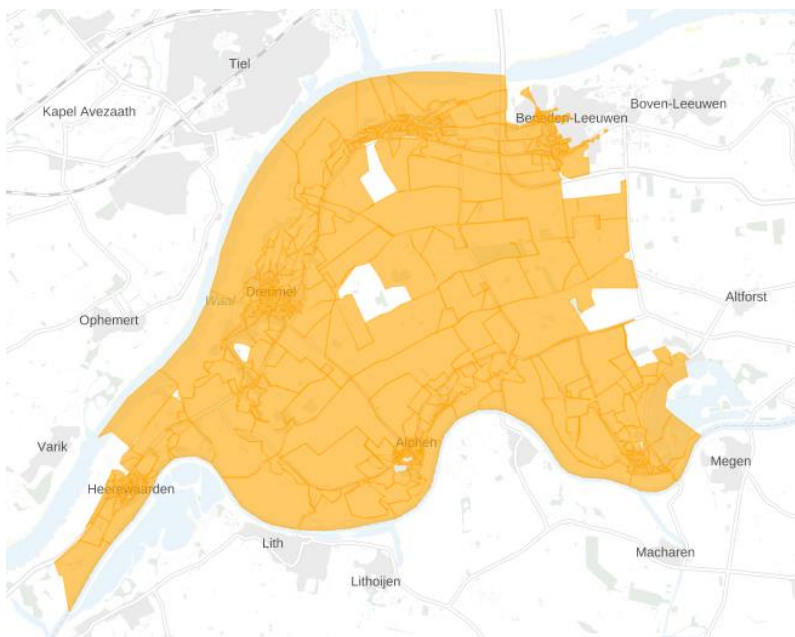 Tiel
Kapel Avezaath
Boven-Leeuwen
Beneden-Leeuwen
Dreumel
Waal
Altforst
Ophemert
Varik
Alphen
Megen
Heerewaarden
Lith
Macharen
Lithoijen